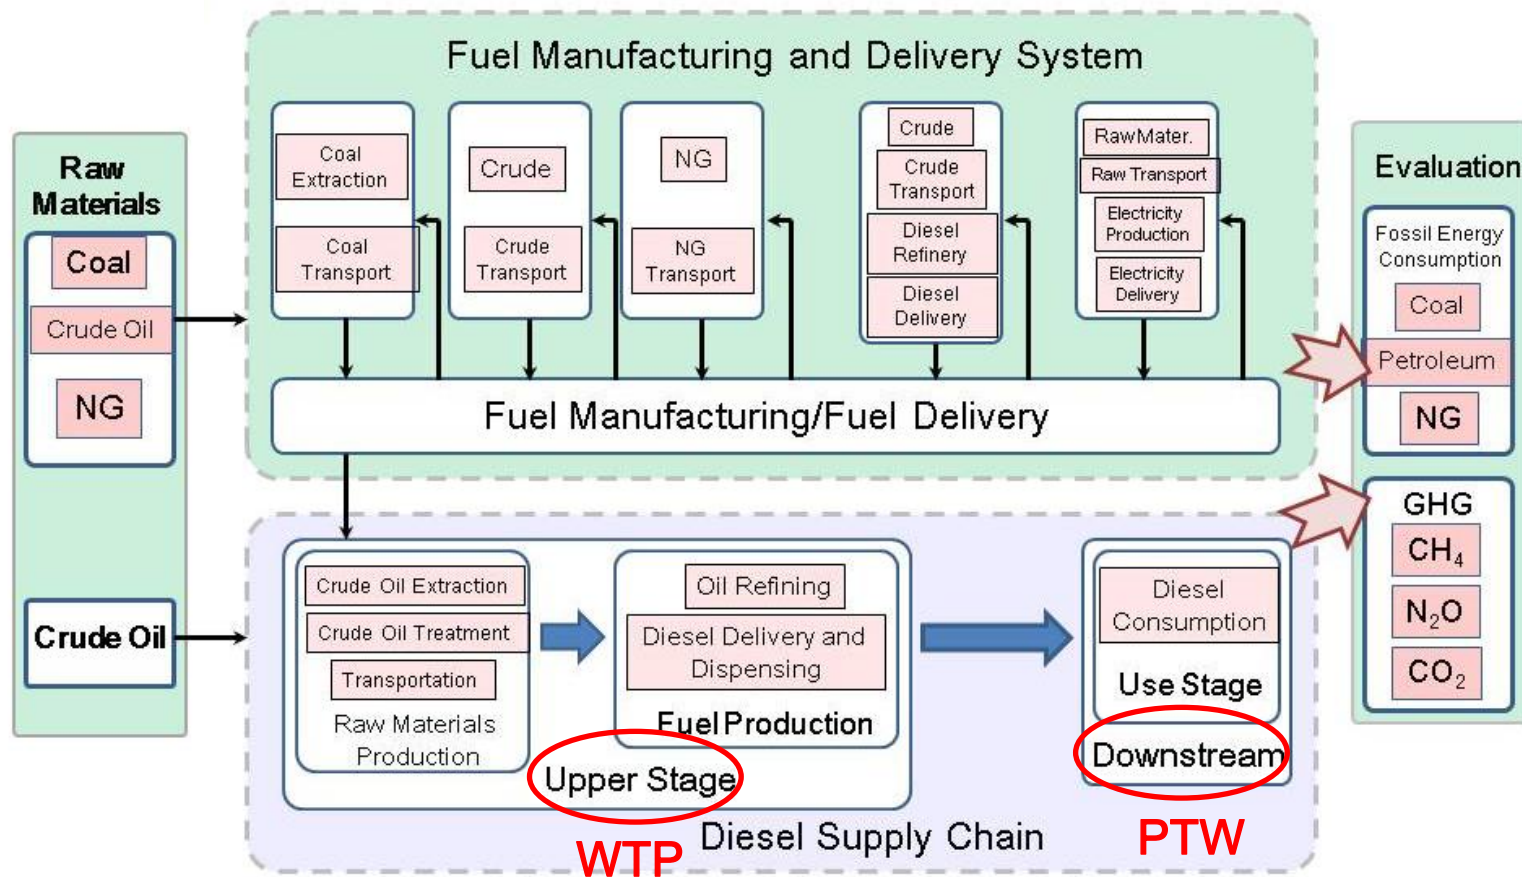 Fuel Manufacturing and Delivery System
Raw
Materials
Coal
Crude Oil
NG
Crude Oil
Coal
Extraction
Coal
Transport
Crude
Crude
Transport
NG
NG
Transport
Crude
Crude
Transport
Diesel
Refinery
Diesel
Delivery
RawMater.
Raw Transport
Electricity
Production
Electricity
Delivery
Fuel Manufacturing/Fuel Delivery
Crude Oil Extraction
Crude Oil Treatment
Transportation
Raw Materials
Production
Oil Refining
Diesel Delivery and
Dispensing
Fuel Production
Upper Stage
WTP
Diesel
Consumption
Use Stage
Downstream
PTW
Diesel Supply Chain
Evaluation
Fossil Energy
Consumption
Coal
Petroleum
NG
GHG
CH₄
N₂O
CO₂